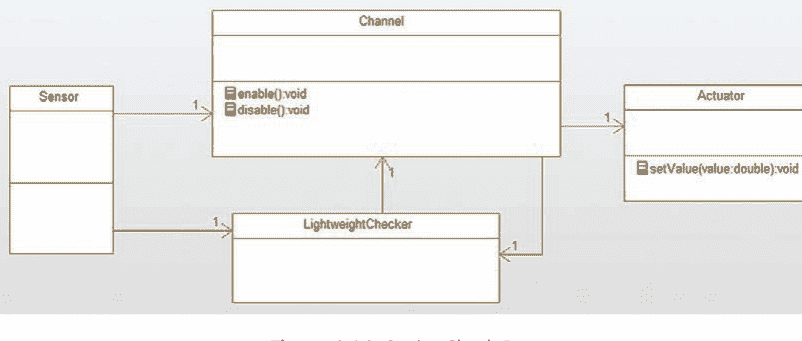 Channel
enable():void
disable():void
Sensor
1
Actuator
1
setValue(value:double):void
1
1
LightweightChecker
1